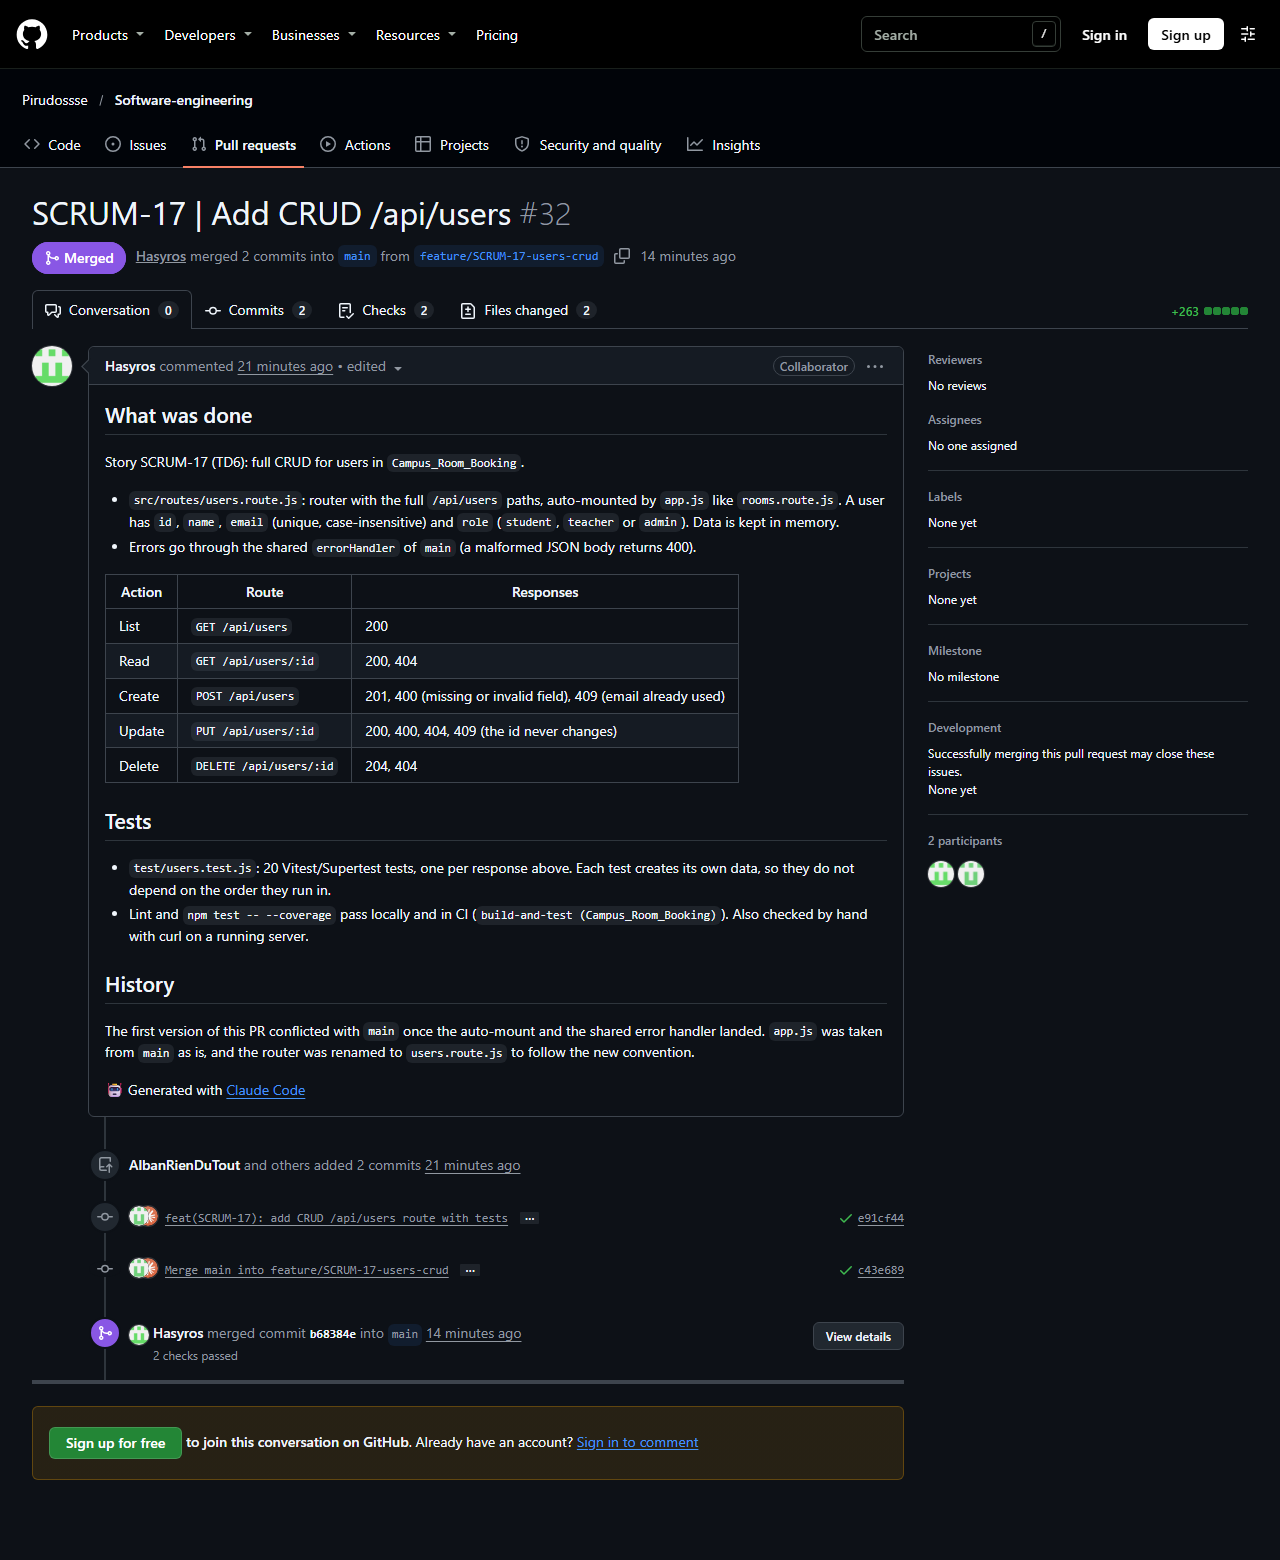 Products Developers Businesses Resources Pricing Search / Sign in Sign up
Pirudossse / Software-engineering
Code Issues Pull requests Actions Projects Security and quality Insights
SCRUM-17 | Add CRUD /api/users #32
Merged Hasyros merged 2 commits into main from feature/SCRUM-17-users-crud 14 minutes ago
Conversation 0 Commits 2 Checks 2 Files changed 2 +263
Hasyros commented 21 minutes ago • edited Collaborator
What was done
Story SCRUM-17 (TD6): full CRUD for users in Campus_Room_Booking.
• src/routes/users.route.js: router with the full /api/users paths, auto-mounted by app.js like rooms.route.js. A user
has id, name, email (unique, case-insensitive) and role (student, teacher or admin). Data is kept in memory.
• Errors go through the shared errorHandler of main (a malformed JSON body returns 400).
Action Route Responses
List GET /api/users 200
Read GET /api/users/:id 200, 404
Create POST /api/users 201, 400 (missing or invalid field), 409 (email already used)
Update PUT /api/users/:id 200, 400, 404, 409 (the id never changes)
Delete DELETE /api/users/:id 204, 404
Tests
• test/users.test.js: 20 Vitest/Supertest tests, one per response above. Each test creates its own data, so they do not
depend on the order they run in.
• Lint and npm test -- --coverage pass locally and in CI (build-and-test (Campus_Room_Booking)). Also checked by hand
with curl on a running server.
History
The first version of this PR conflicted with main once the auto-mount and the shared error handler landed. app.js was taken
from main as is, and the router was renamed to users.route.js to follow the new convention.
Generated with Claude Code
AlbanRienDuTout and others added 2 commits 21 minutes ago
feat(SCRUM-17): add CRUD /api/users route with tests ... e91cf44
Merge main into feature/SCRUM-17-users-crud ... c43e689
Hasyros merged commit b68384e into main 14 minutes ago View details
2 checks passed
Sign up for free to join this conversation on GitHub. Already have an account? Sign in to comment
Reviewers
No reviews
Assignees
No one assigned
Labels
None yet
Projects
None yet
Milestone
No milestone
Development
Successfully merging this pull request may close these
issues.
None yet
2 participants